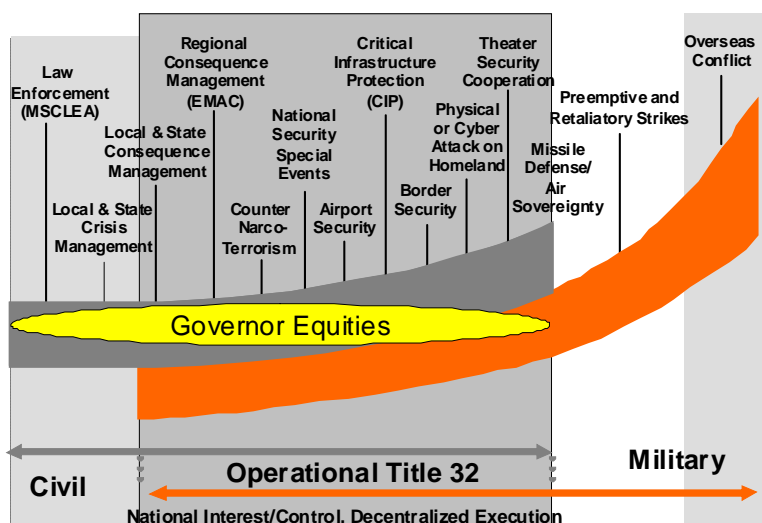 Law
Enforcement
(MSCLEA)
Local & State
Crisis
Management
Local & State
Consequence
Management
Regional
Consequence
Management
(EMAC)
Counter
Narco-
Terrorism
National
Security
Special
Events
Airport
Security
Critical
Infrastructure
Protection
(CIP)
Border
Security
Physical
or Cyber
Attack on
Homeland
Theater
Security
Cooperation
Missile
Defense/
Air
Sovereignty
Preemptive and
Retaliatory Strikes
Overseas
Conflict
Governor Equities
Civil
Operational Title 32
Military
National Interest/Control, Decentralized Execution